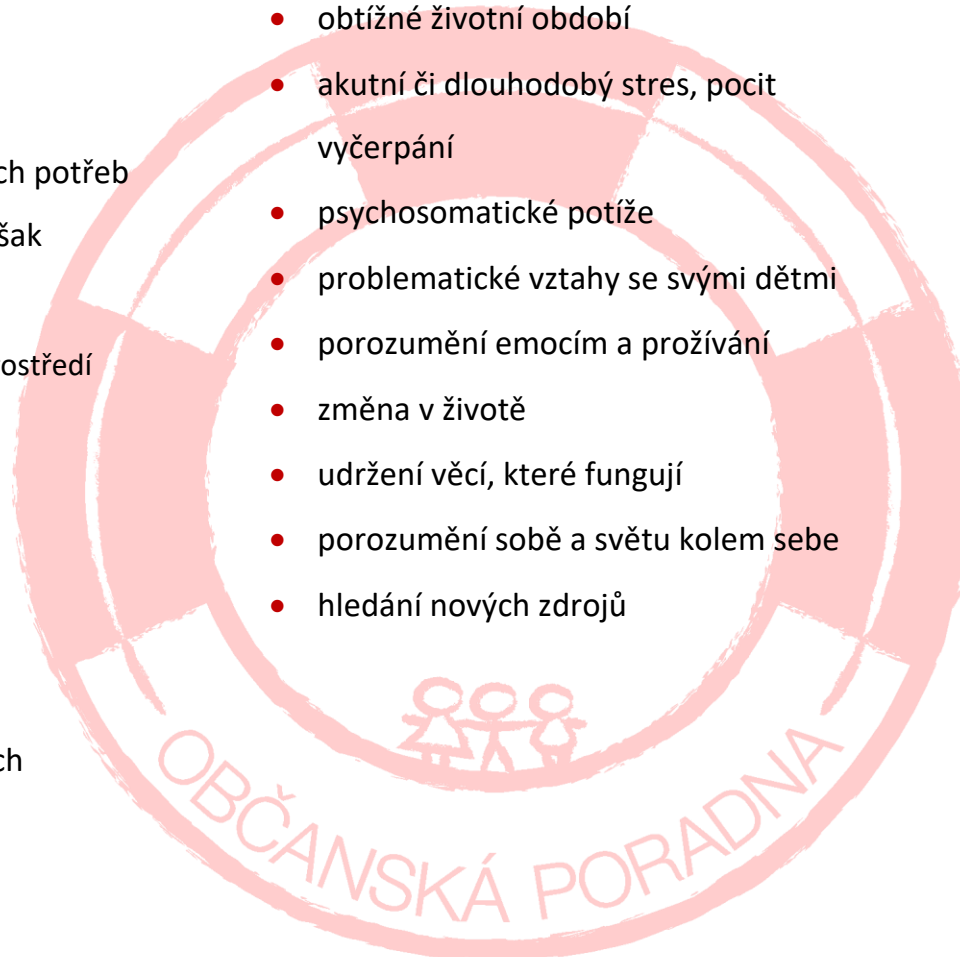 ch potřeb
šak
ostředí
ch
• obtížné životní období
• akutní či dlouhodobý stres, pocit
vyčerpání
• psychosomatické potíže
• problematické vztahy se svými dětmi
• porozumění emocím a prožívání
• změna v životě
• udržení věcí, které fungují
• porozumění sobě a světu kolem sebe
• hledání nových zdrojů
OBČANSKÁ PORADNA